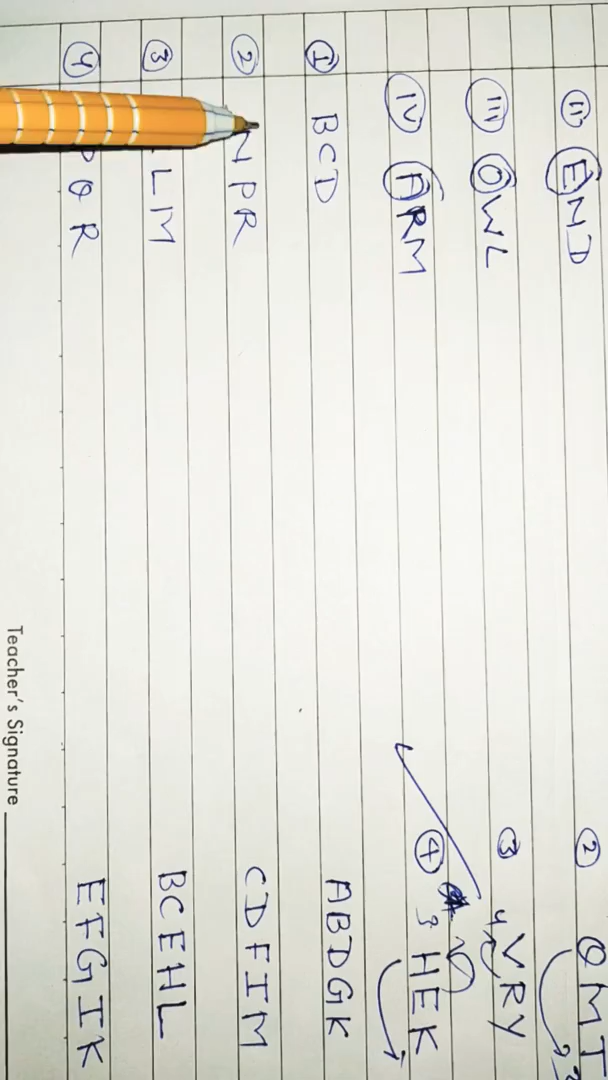 ② QMT
(ii) END
③ VRY
(iii) OWL
④ HEK
(iv) ARM
① BCD ABDGK
② NPR CDFIM
③ LM BCEHL
④ PQR EFGIK
Teacher's Signature